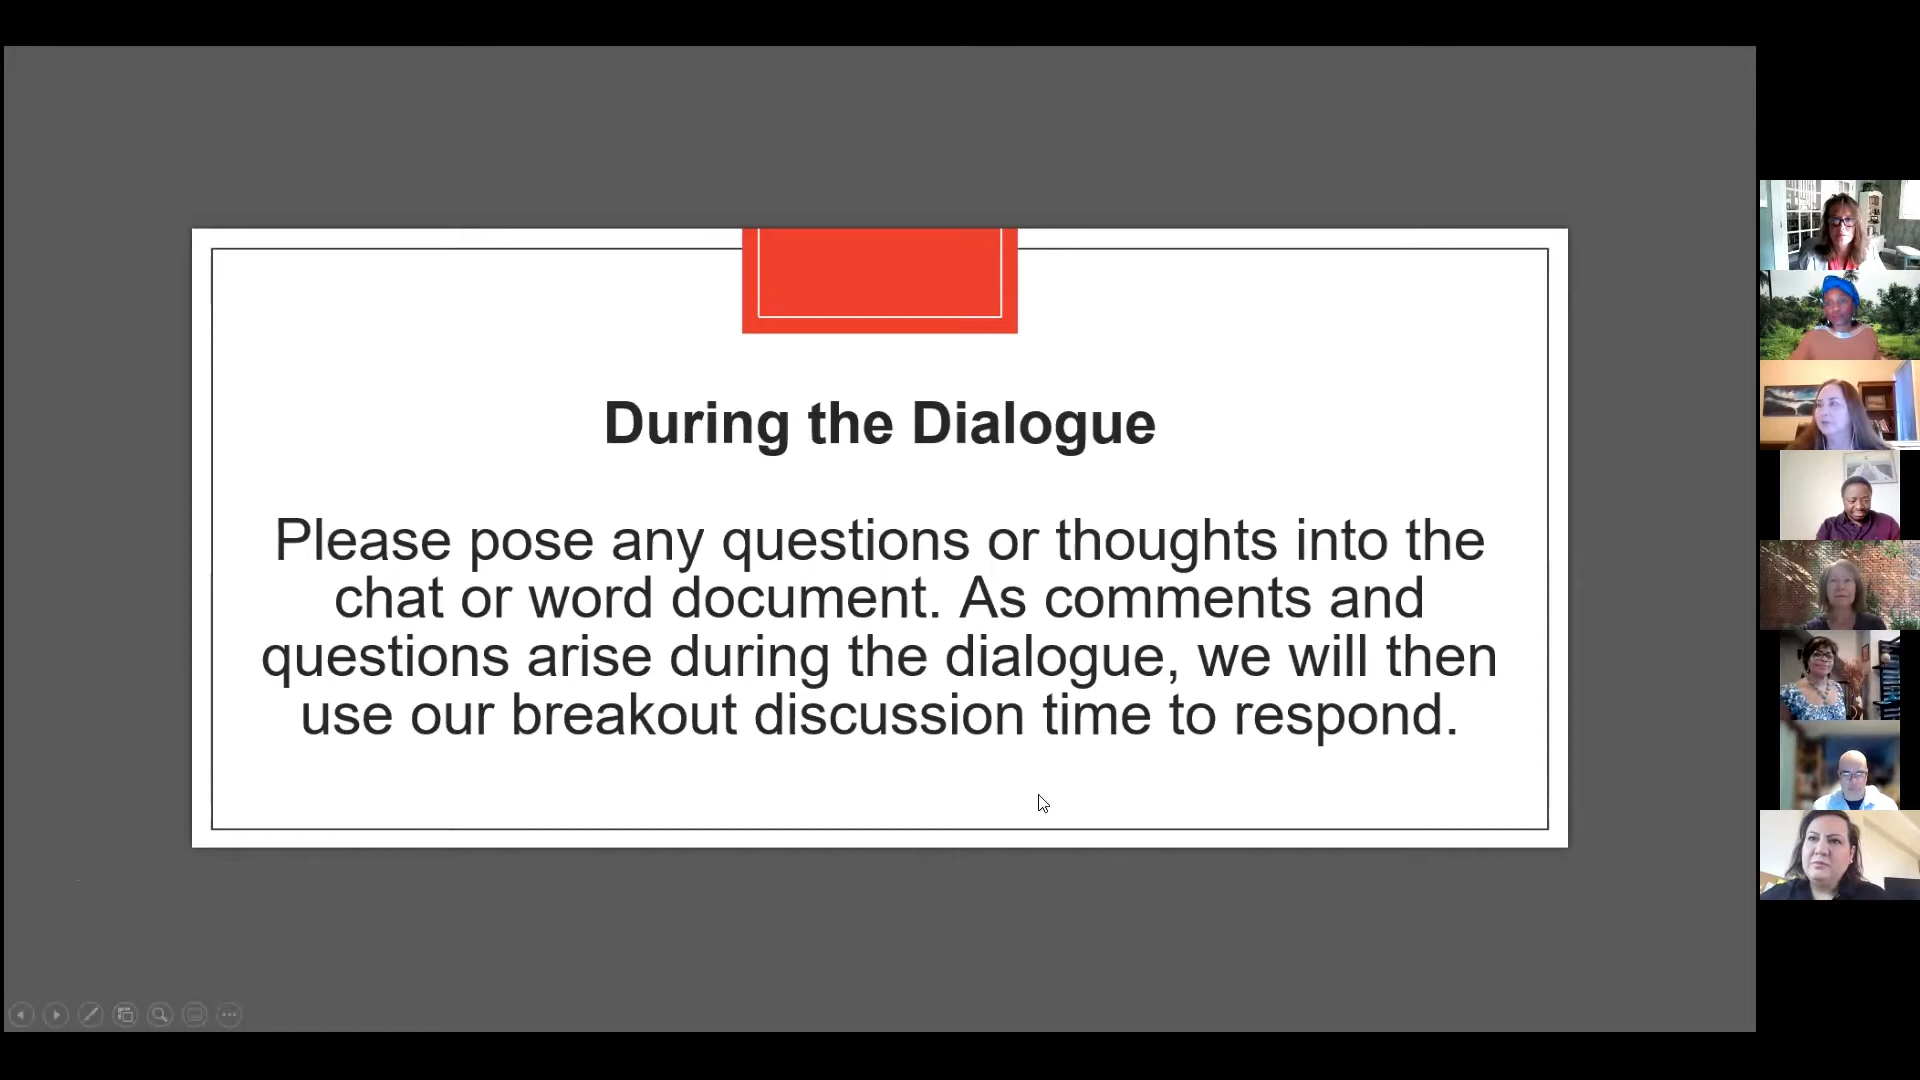 During the Dialogue
Please pose any questions or thoughts into the
chat or word document. As comments and
questions arise during the dialogue, we will then
use our breakout discussion time to respond.